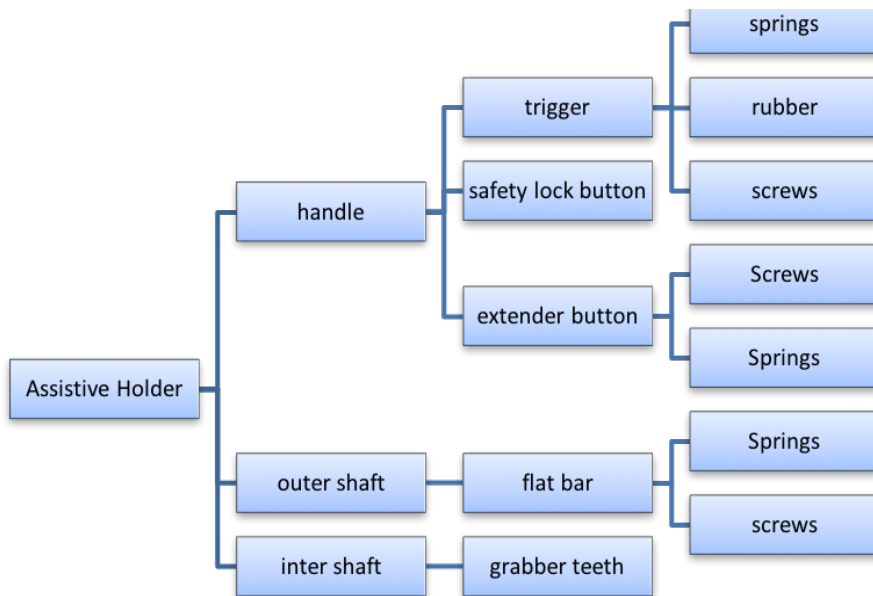 springs
trigger
rubber
safety lock button
screws
handle
Screws
extender button
Springs
Assistive Holder
Springs
outer shaft
flat bar
screws
inter shaft
grabber teeth